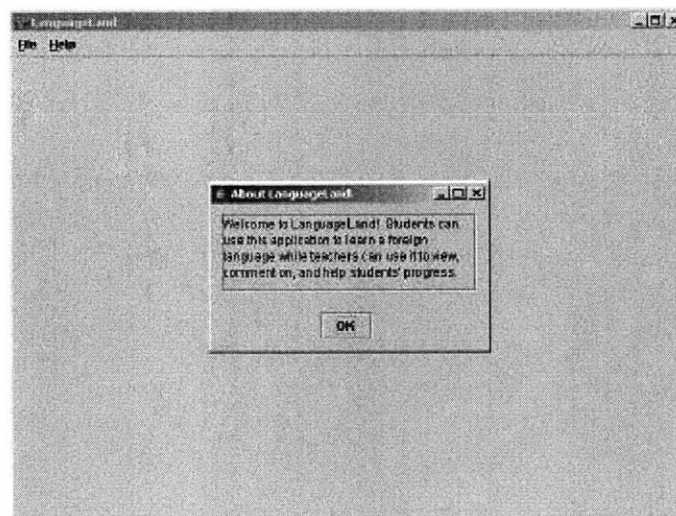 LanguageLand
File Help
About LanguageLand
Welcome to LanguageLand! Students can
use this application to learn a foreign
language while teachers can use it to view,
comment on, and help students' progress.
OK